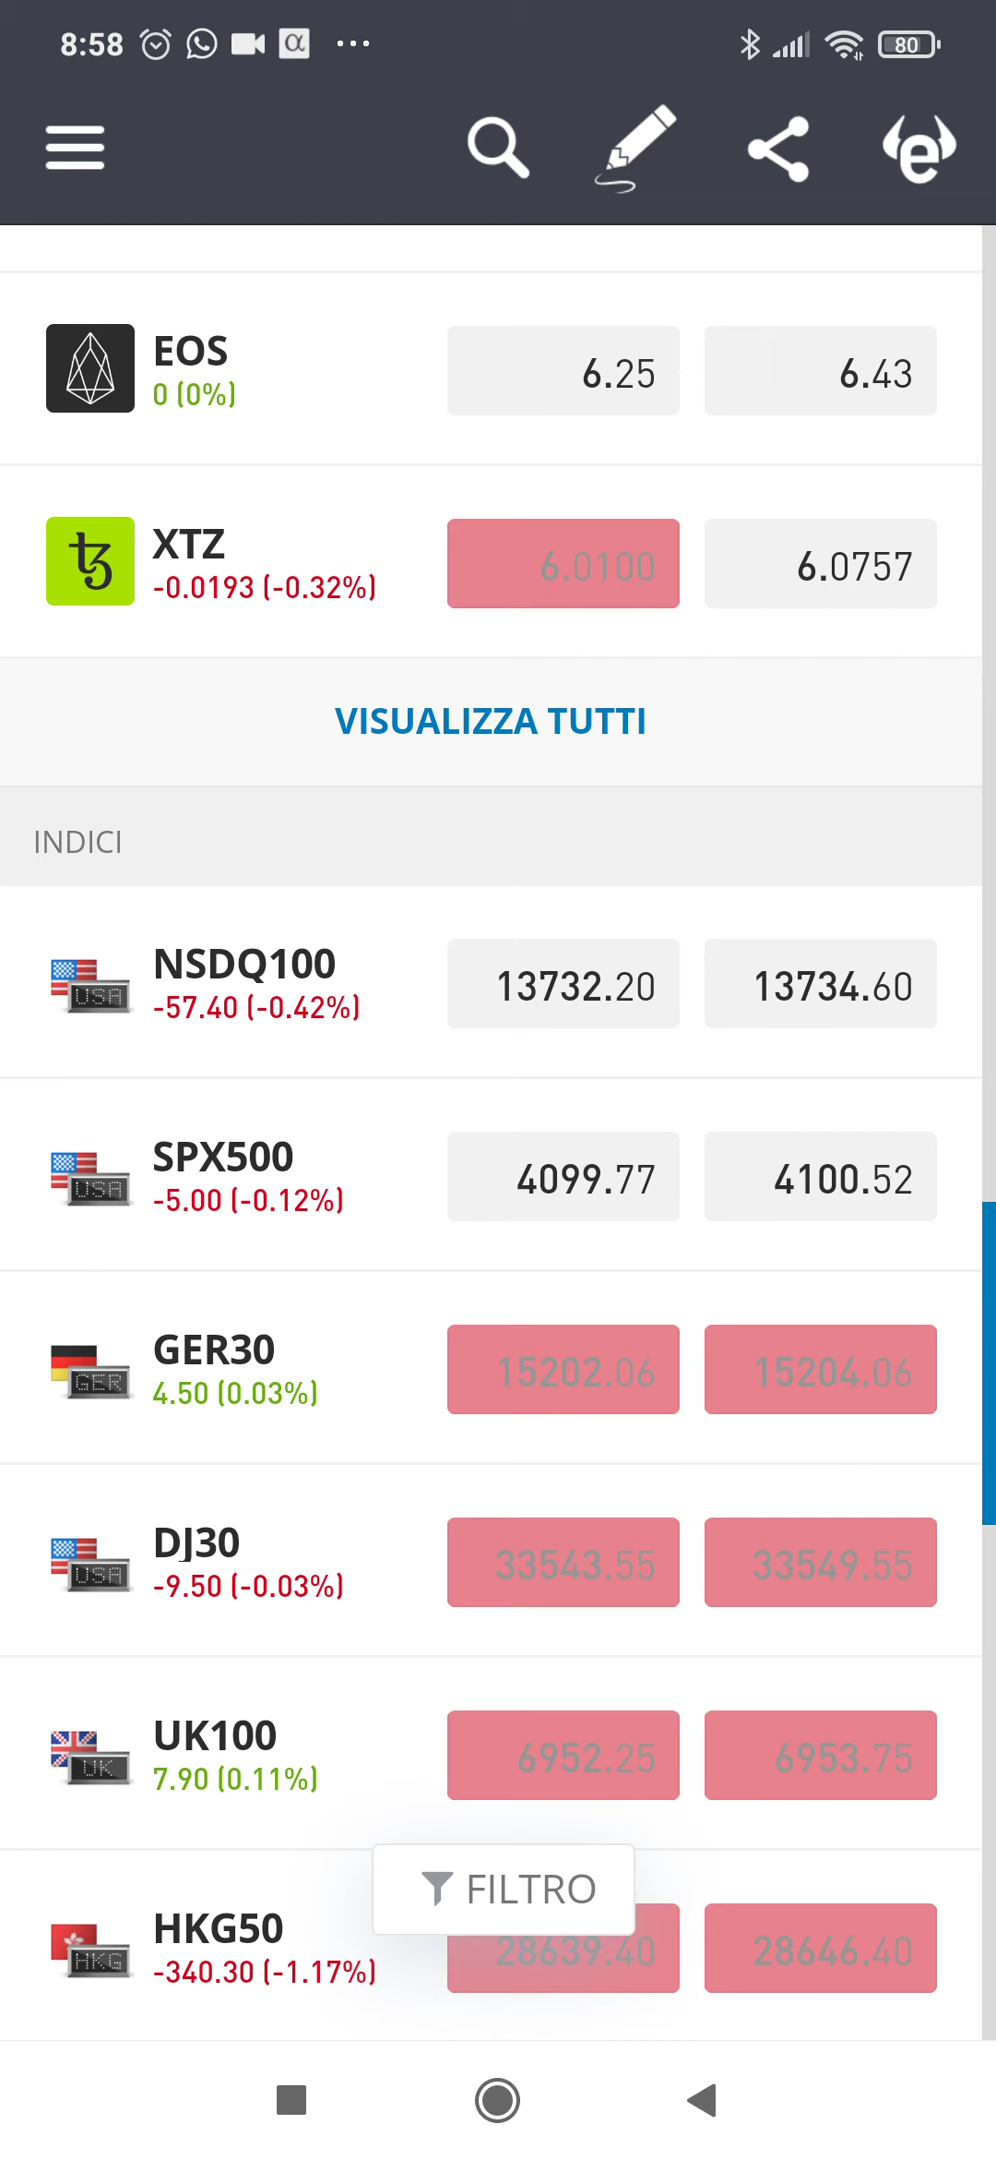 8:58 α ... 80
e
EOS
0 (0%) 6.25 6.43
XTZ
-0.0193 (-0.32%) 6.0100 6.0757
VISUALIZZA TUTTI
INDICI
NSDQ100
USA -57.40 (-0.42%) 13732.20 13734.60
SPX500
USA -5.00 (-0.12%) 4099.77 4100.52
GER30
GER 4.50 (0.03%) 15202.06 15204.06
DJ30
USA -9.50 (-0.03%) 33543.55 33549.55
UK100
UK 7.90 (0.11%) 6952.25 6953.75
FILTRO
HKG50
HKG -340.30 (-1.17%) 28639.40 28646.40